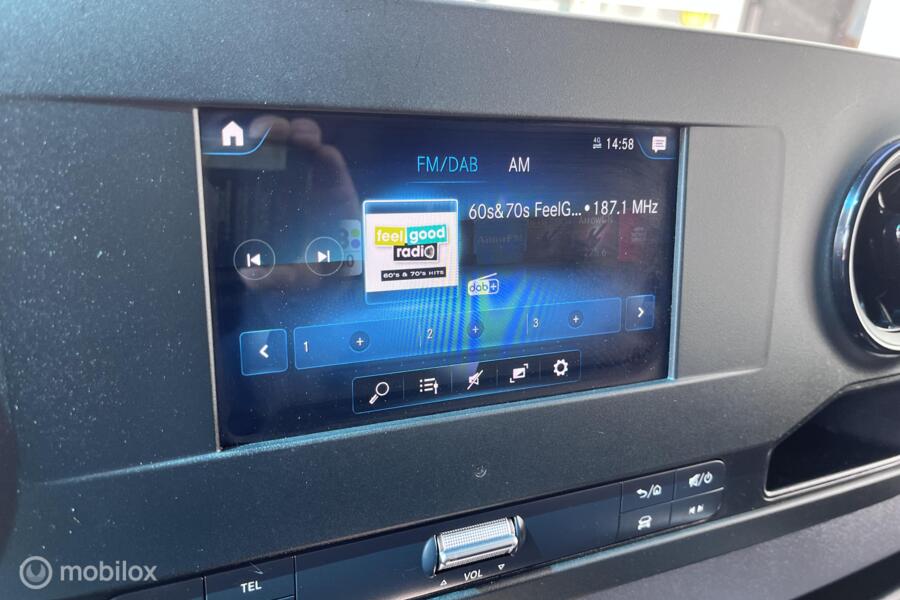 4G 14:58
FM/DAB AM
60s&70s FeelG... • 187.1 MHz
feel good
radio
60's & 70's HITS
dab+
1 + 2 + 3 +
TEL
VOL
mobilox